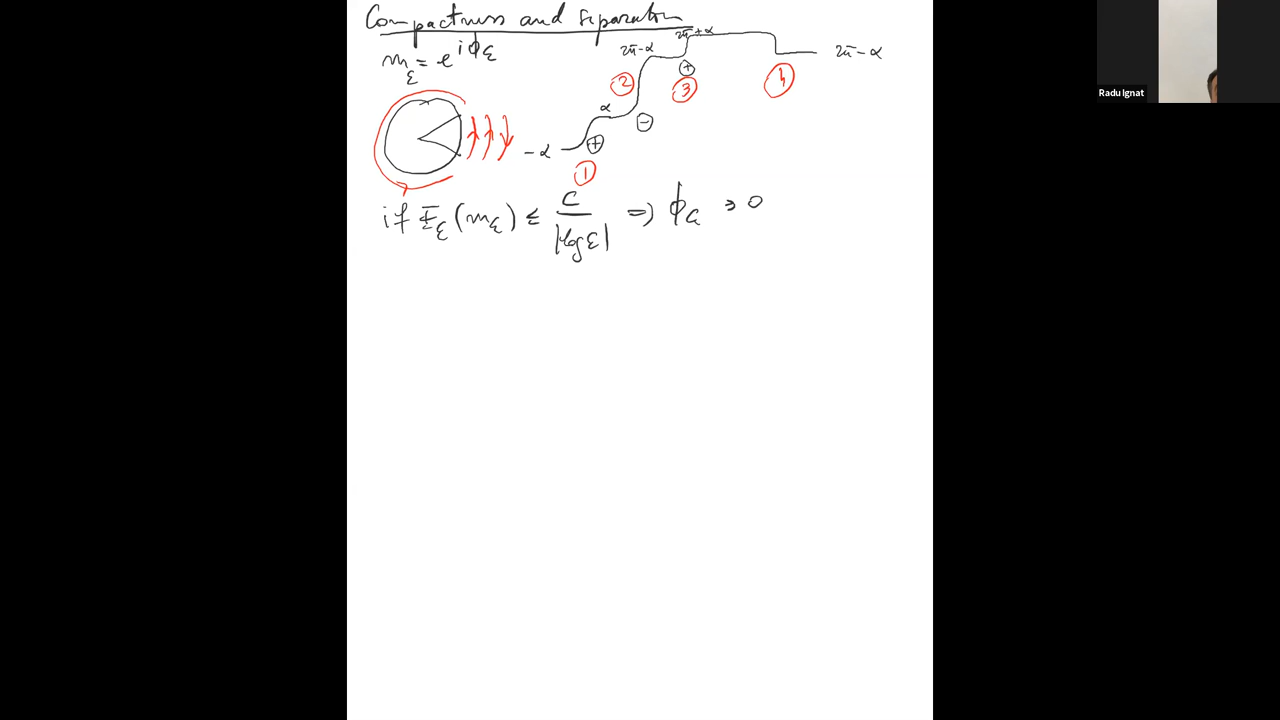 Compactness and separation
m_ε = e^{iϕ_ε}
2π-α
2π+α
2π-α
② ③ ④
α
+
-
-α
+
①
if E_ε(m_ε) ≤ C/|log ε| ⇒ ϕ_ε → 0
Radu Ignat